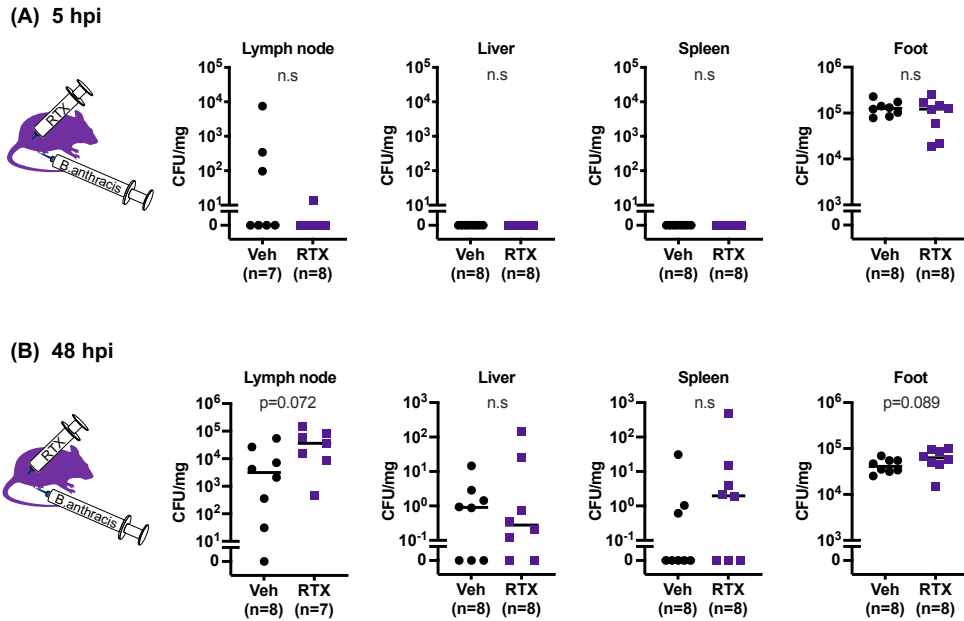 (A) 5 hpi
RTX
B.anthracis
Lymph node
n.s
CFU/mg
10^5
10^4
10^3
10^2
10^1
0
Veh
(n=7)
RTX
(n=8)
Liver
n.s
CFU/mg
10^5
10^4
10^3
10^2
10^1
0
Veh
(n=8)
RTX
(n=8)
Spleen
n.s
CFU/mg
10^5
10^4
10^3
10^2
10^1
0
Veh
(n=8)
RTX
(n=8)
Foot
n.s
CFU/mg
10^6
10^5
10^4
10^3
0
Veh
(n=8)
RTX
(n=8)
(B) 48 hpi
RTX
B.anthracis
Lymph node
p=0.072
CFU/mg
10^6
10^5
10^4
10^3
10^2
10^1
0
Veh
(n=8)
RTX
(n=7)
Liver
n.s
CFU/mg
10^3
10^2
10^1
10^0
10^-1
0
Veh
(n=8)
RTX
(n=8)
Spleen
n.s
CFU/mg
10^3
10^2
10^1
10^0
10^-1
0
Veh
(n=8)
RTX
(n=8)
Foot
p=0.089
CFU/mg
10^6
10^5
10^4
10^3
0
Veh
(n=8)
RTX
(n=8)